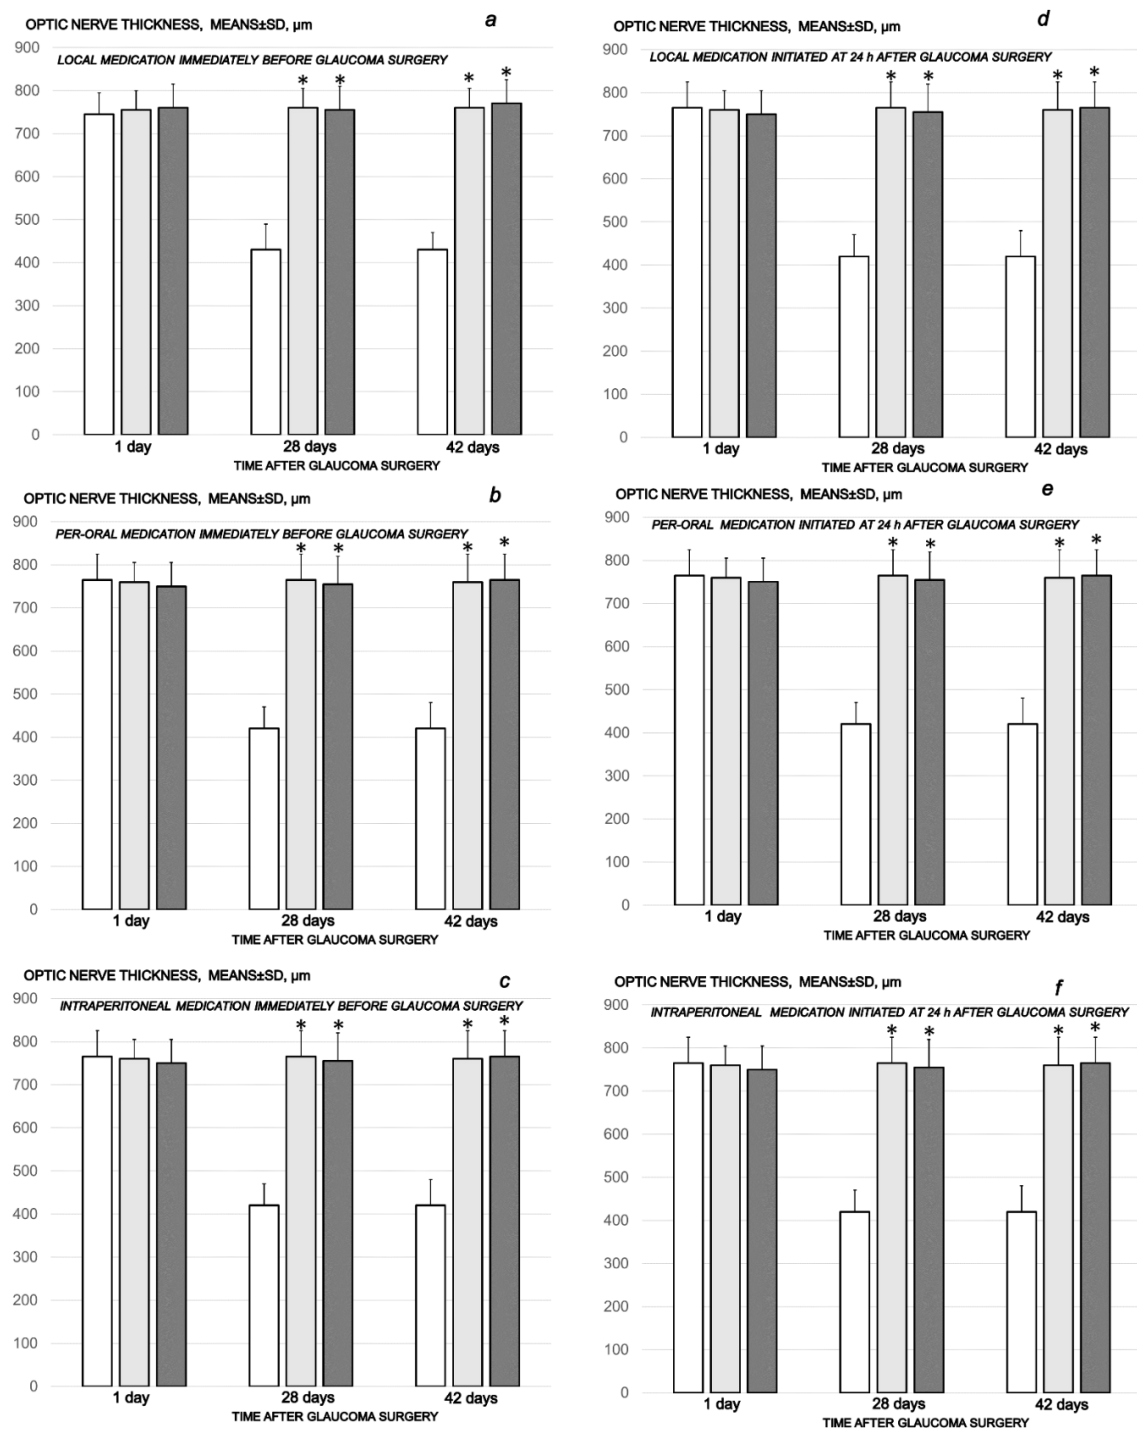 OPTIC NERVE THICKNESS, MEANS±SD, µm
a
LOCAL MEDICATION IMMEDIATELY BEFORE GLAUCOMA SURGERY
900
800
700
600
500
400
300
200
100
0
* * * *
1 day 28 days 42 days
TIME AFTER GLAUCOMA SURGERY
OPTIC NERVE THICKNESS, MEANS±SD, µm
d
LOCAL MEDICATION INITIATED AT 24 h AFTER GLAUCOMA SURGERY
900
800
700
600
500
400
300
200
100
0
* * * *
1 day 28 days 42 days
TIME AFTER GLAUCOMA SURGERY
OPTIC NERVE THICKNESS, MEANS±SD, µm
b
PER-ORAL MEDICATION IMMEDIATELY BEFORE GLAUCOMA SURGERY
900
800
700
600
500
400
300
200
100
0
* * * *
1 day 28 days 42 days
TIME AFTER GLAUCOMA SURGERY
OPTIC NERVE THICKNESS, MEANS±SD, µm
e
PER-ORAL MEDICATION INITIATED AT 24 h AFTER GLAUCOMA SURGERY
900
800
700
600
500
400
300
200
100
0
* * * *
1 day 28 days 42 days
TIME AFTER GLAUCOMA SURGERY
OPTIC NERVE THICKNESS, MEANS±SD, µm
c
INTRAPERITONEAL MEDICATION IMMEDIATELY BEFORE GLAUCOMA SURGERY
900
800
700
600
500
400
300
200
100
0
* * * *
1 day 28 days 42 days
TIME AFTER GLAUCOMA SURGERY
OPTIC NERVE THICKNESS, MEANS±SD, µm
f
INTRAPERITONEAL MEDICATION INITIATED AT 24 h AFTER GLAUCOMA SURGERY
900
800
700
600
500
400
300
200
100
0
* * * *
1 day 28 days 42 days
TIME AFTER GLAUCOMA SURGERY